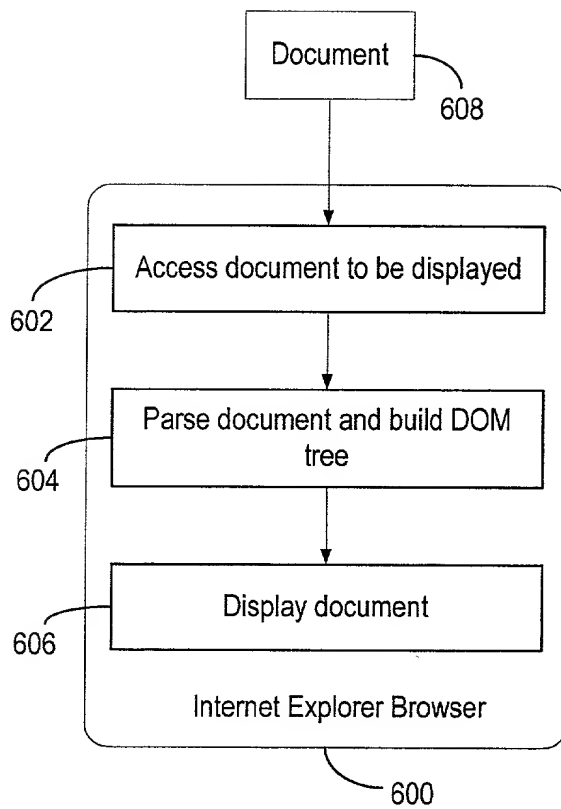 Document
608
Access document to be displayed
602
Parse document and build DOM
tree
604
Display document
606
Internet Explorer Browser
600